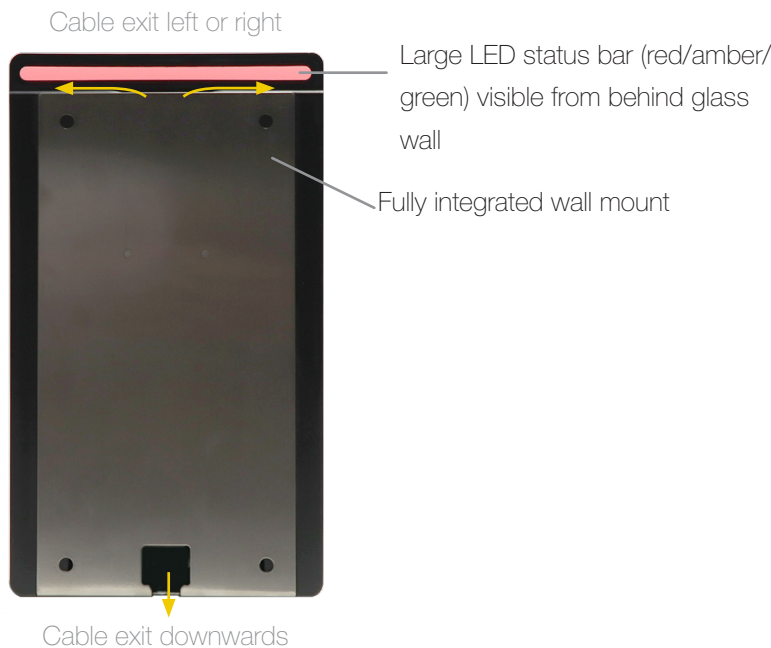 Cable exit left or right
Large LED status bar (red/amber/
green) visible from behind glass
wall
Fully integrated wall mount
Cable exit downwards